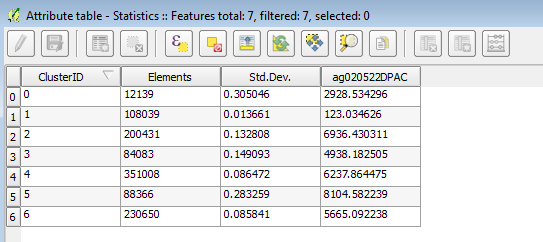 Attribute table - Statistics :: Features total: 7, filtered: 7, selected: 0
ClusterID Elements Std.Dev. ag020522DPAC
0 0 12139 0.305046 2928.534296
1 1 108039 0.013661 123.034626
2 2 200431 0.132808 6936.430311
3 3 84083 0.149093 4938.182505
4 4 351008 0.086472 6237.864475
5 5 88366 0.283259 8104.582239
6 6 230650 0.085841 5665.092238